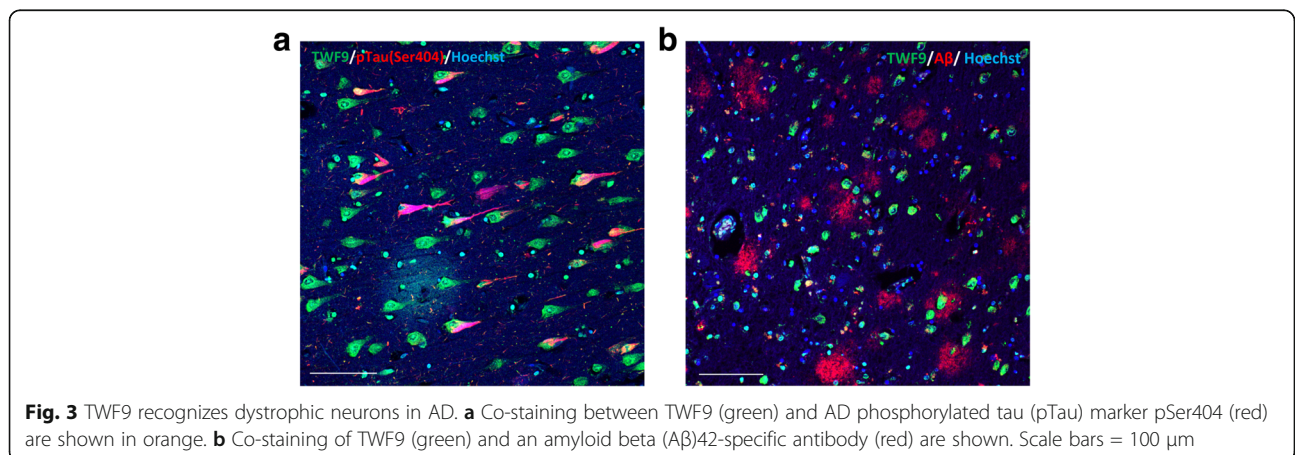 a
b
TWF9/pTau(Ser404)/Hoechst
TWF9/Aβ/ Hoechst
Fig. 3 TWF9 recognizes dystrophic neurons in AD. a Co-staining between TWF9 (green) and AD phosphorylated tau (pTau) marker pSer404 (red)
are shown in orange. b Co-staining of TWF9 (green) and an amyloid beta (Aβ)42-specific antibody (red) are shown. Scale bars = 100 μm